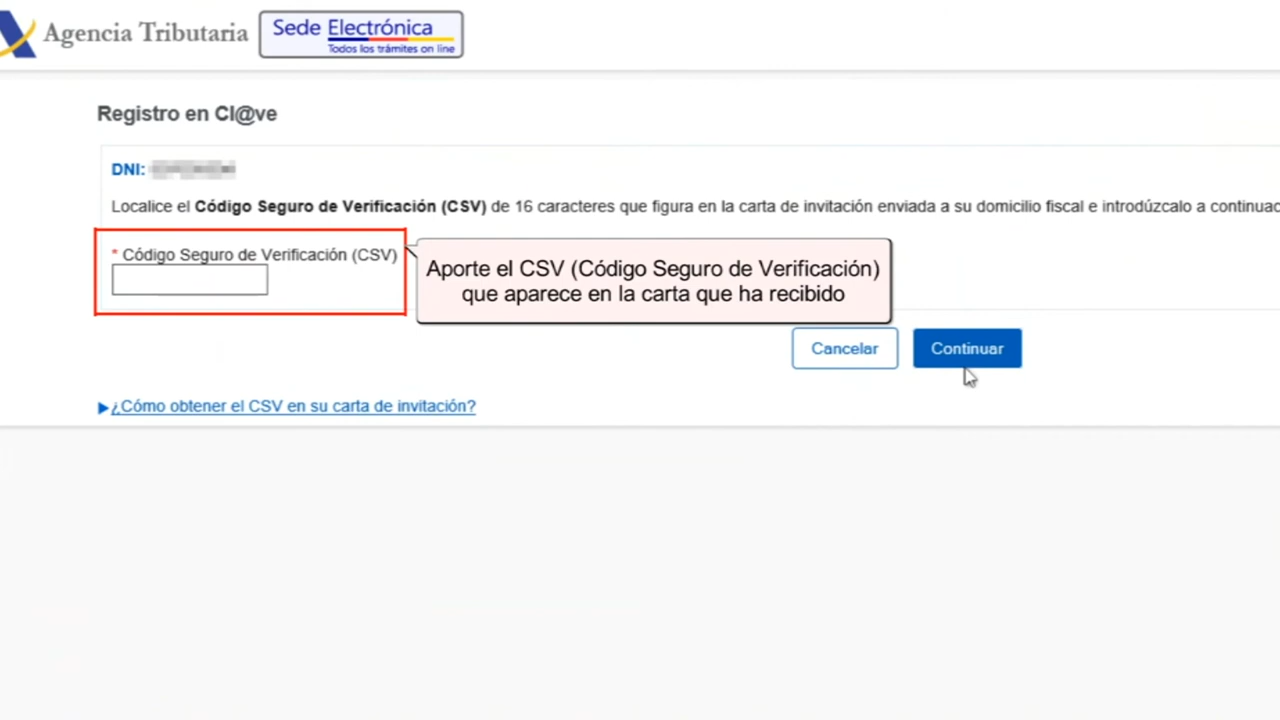 Agencia Tributaria
Sede Electrónica
Todos los trámites on line
Registro en Cl@ve
DNI:
Localice el Código Seguro de Verificación (CSV) de 16 caracteres que figura en la carta de invitación enviada a su domicilio fiscal e introdúzcalo a
* Código Seguro de Verificación (CSV)
Aporte el CSV (Código Seguro de Verificación)
que aparece en la carta que ha recibido
Cancelar
Continuar
¿Cómo obtener el CSV en su carta de invitación?